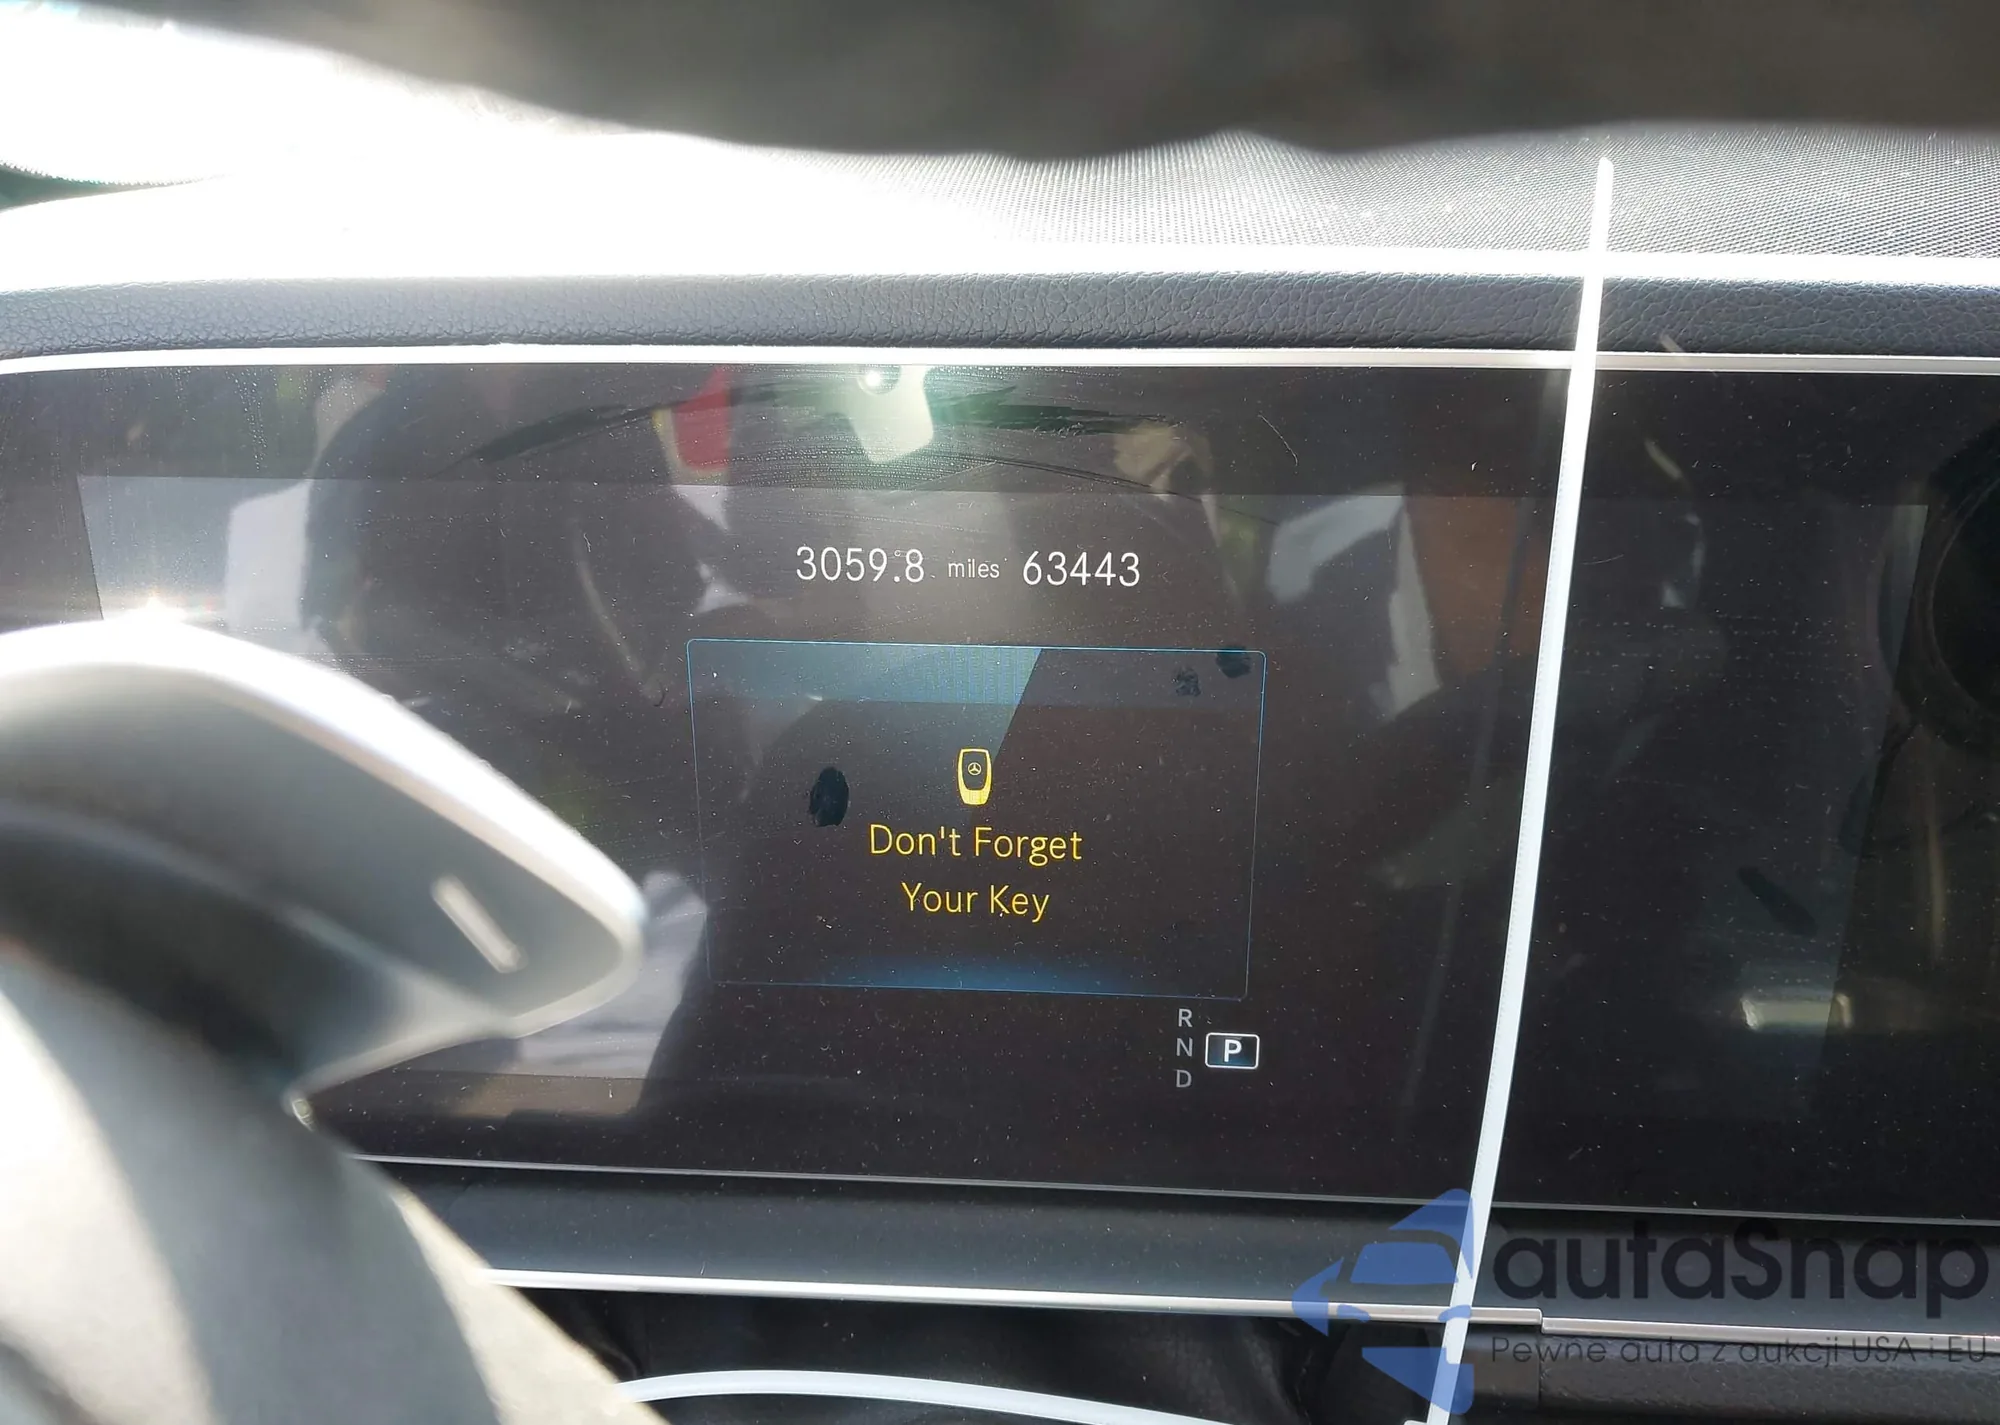 3059.8 miles 63443
Don't Forget
Your Key
R
N P
D
autaSnap
Pewne auta z aukcji USA i EU